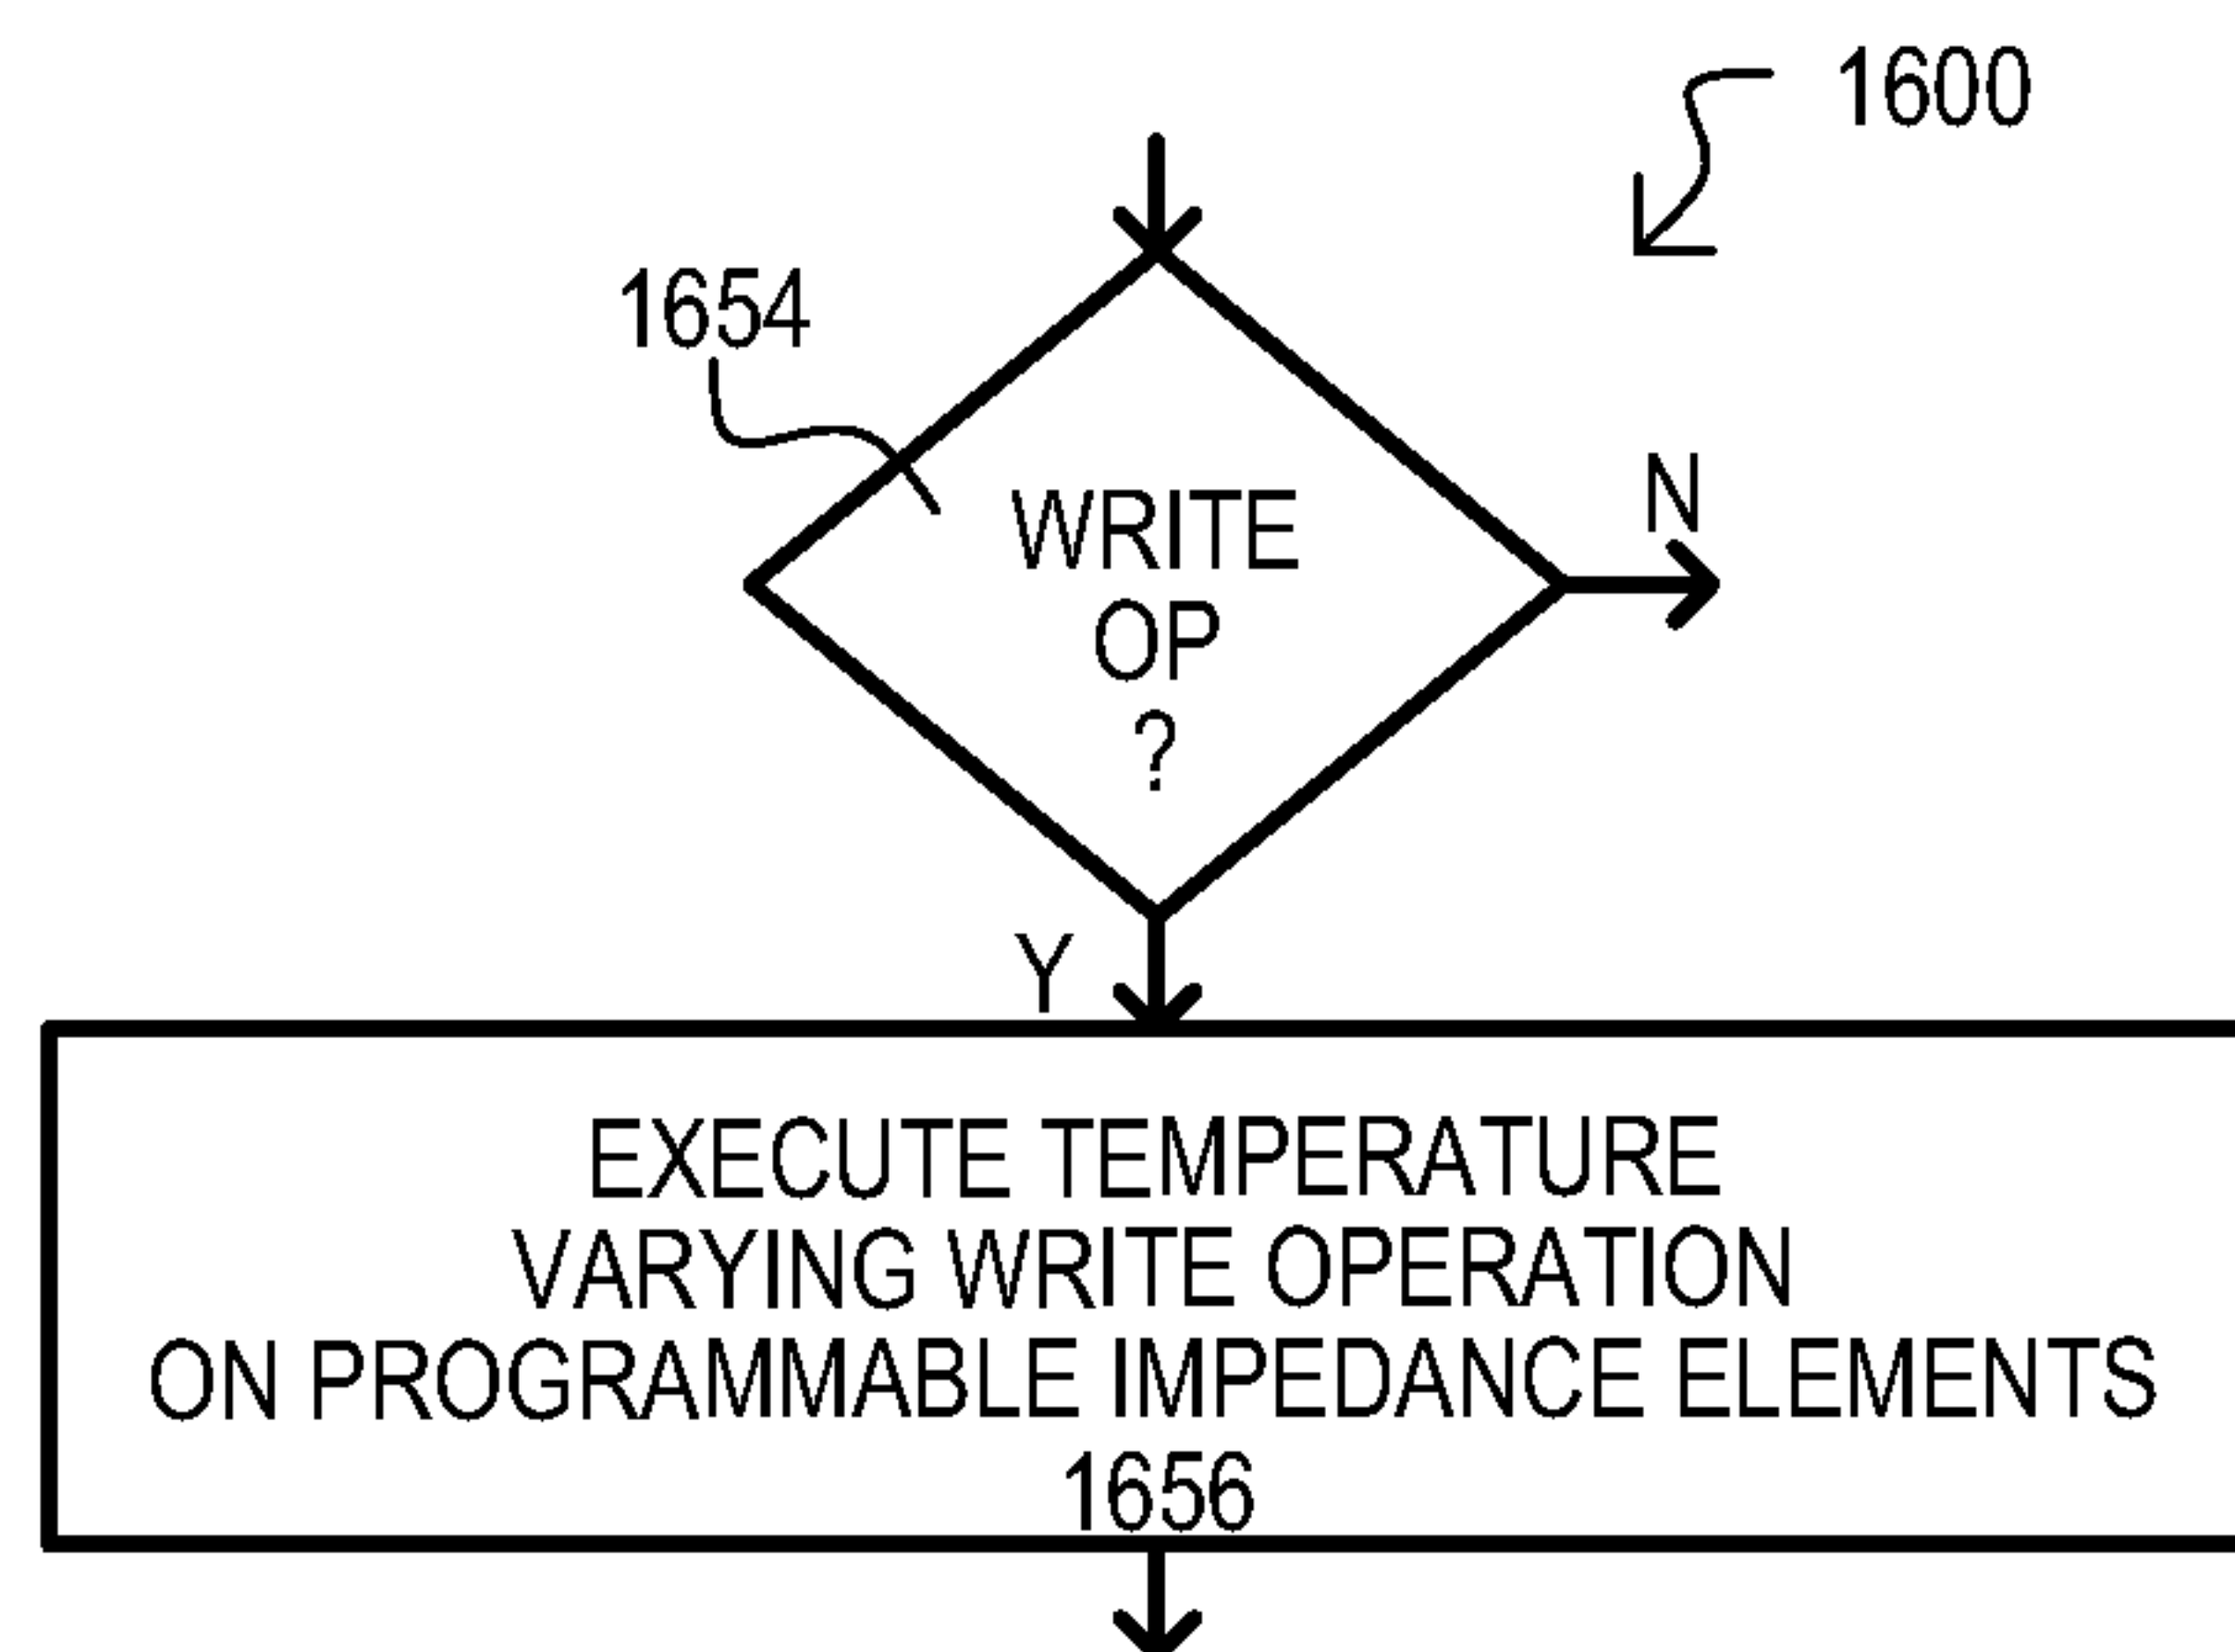 1600
1654
WRITE
OP
?
N
Y
EXECUTE TEMPERATURE
VARYING WRITE OPERATION
ON PROGRAMMABLE IMPEDANCE ELEMENTS
1656